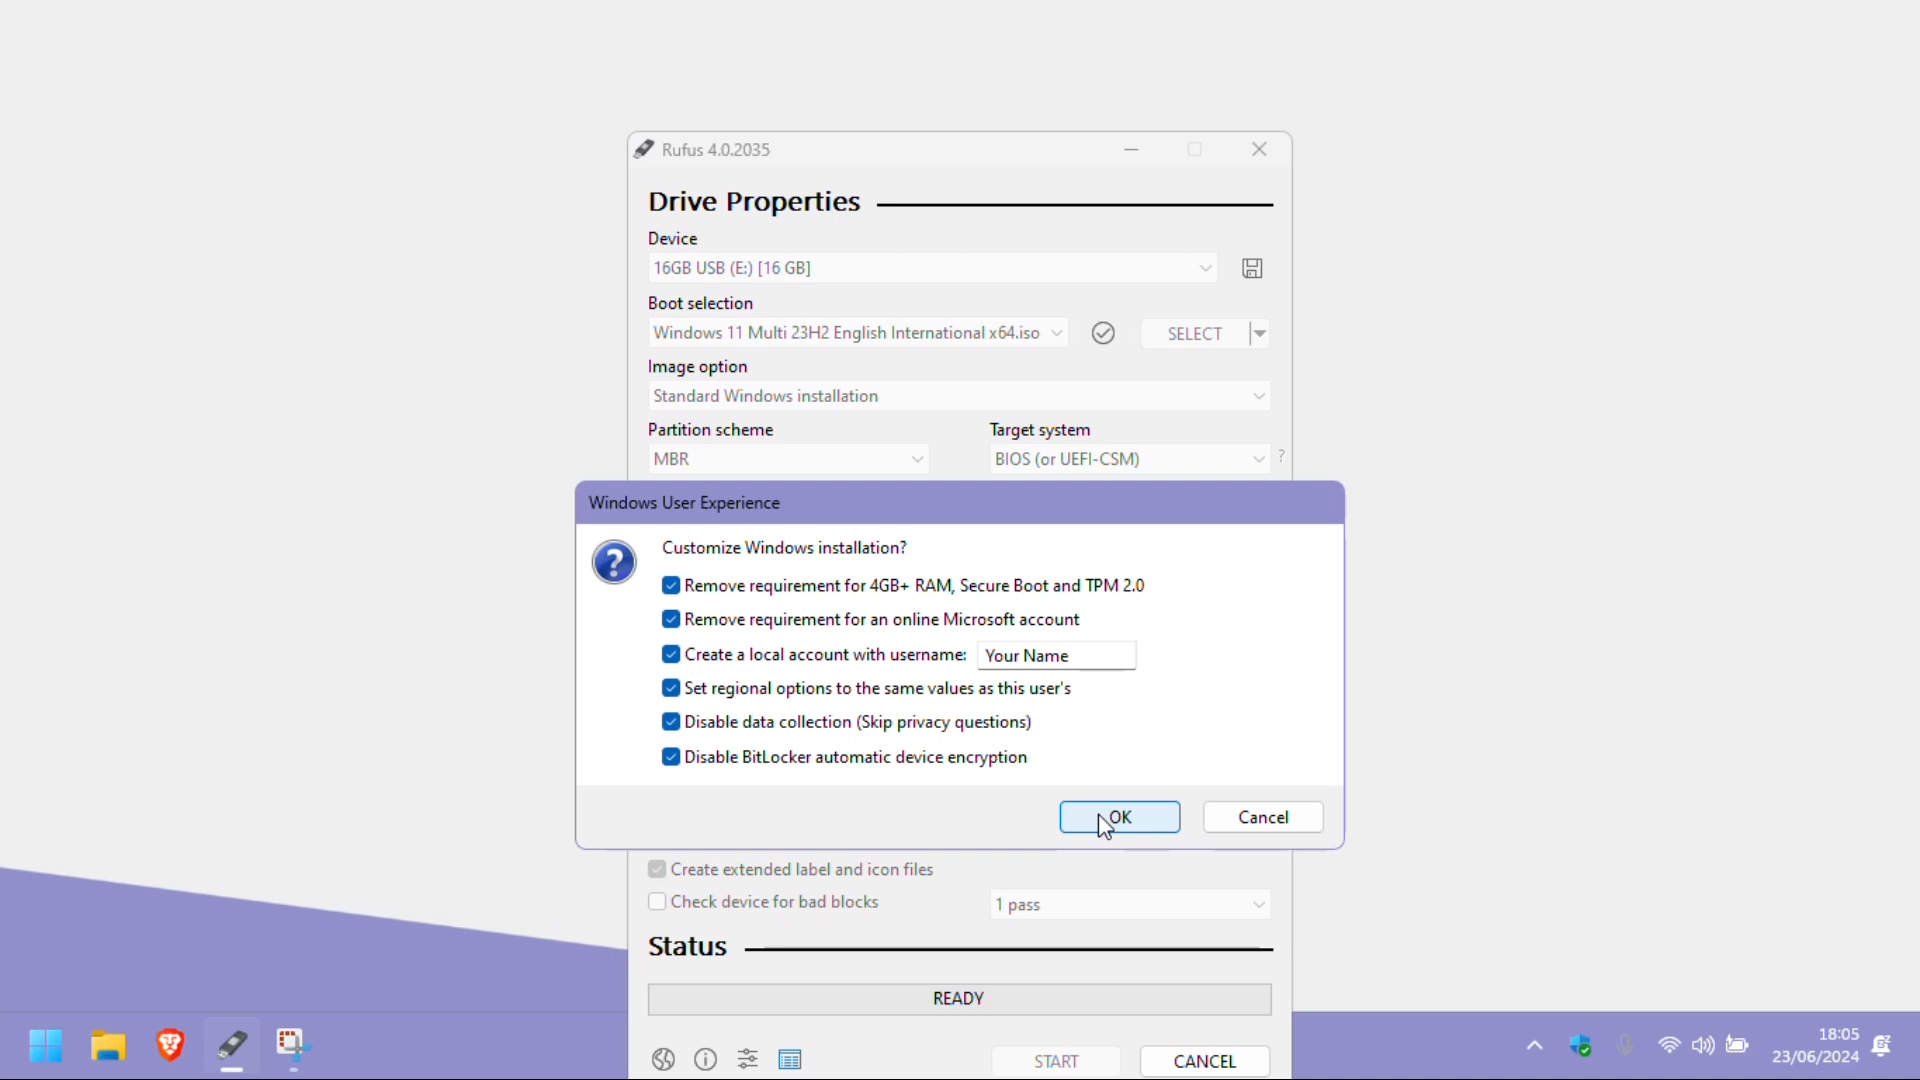 Rufus 4.0.2035
Drive Properties
Device
16GB USB (E:) [16 GB]
Boot selection
Windows 11 Multi 23H2 English International x64.iso
SELECT
Image option
Standard Windows installation
Partition scheme
Target system
MBR
BIOS (or UEFI-CSM)
?
Windows User Experience
?
Customize Windows installation?
Remove requirement for 4GB+ RAM, Secure Boot and TPM 2.0
Remove requirement for an online Microsoft account
Create a local account with username: Your Name
Set regional options to the same values as this user's
Disable data collection (Skip privacy questions)
Disable BitLocker automatic device encryption
OK
Cancel
Create extended label and icon files
Check device for bad blocks
1 pass
Status
READY
START
CANCEL
18:05
23/06/2024